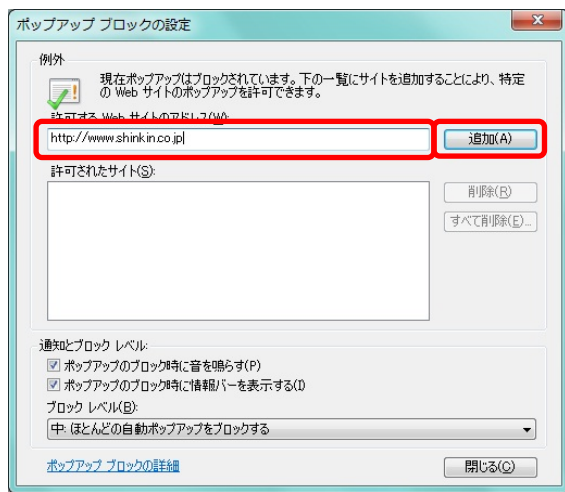 ポップアップ ブロックの設定
例外
現在ポップアップはブロックされています。下の一覧にサイトを追加することにより、特定
の Web サイトのポップアップを許可できます。
許可する Web サイトのアドレス(W):
http://www.shinkin.co.jp
追加(A)
許可されたサイト(S):
削除(R)
すべて削除(E)...
通知とブロック レベル:
ポップアップのブロック時に音を鳴らす(P)
ポップアップのブロック時に情報バーを表示する(I)
ブロック レベル(B):
中: ほとんどの自動ポップアップをブロックする
ポップアップ ブロックの詳細
閉じる(C)